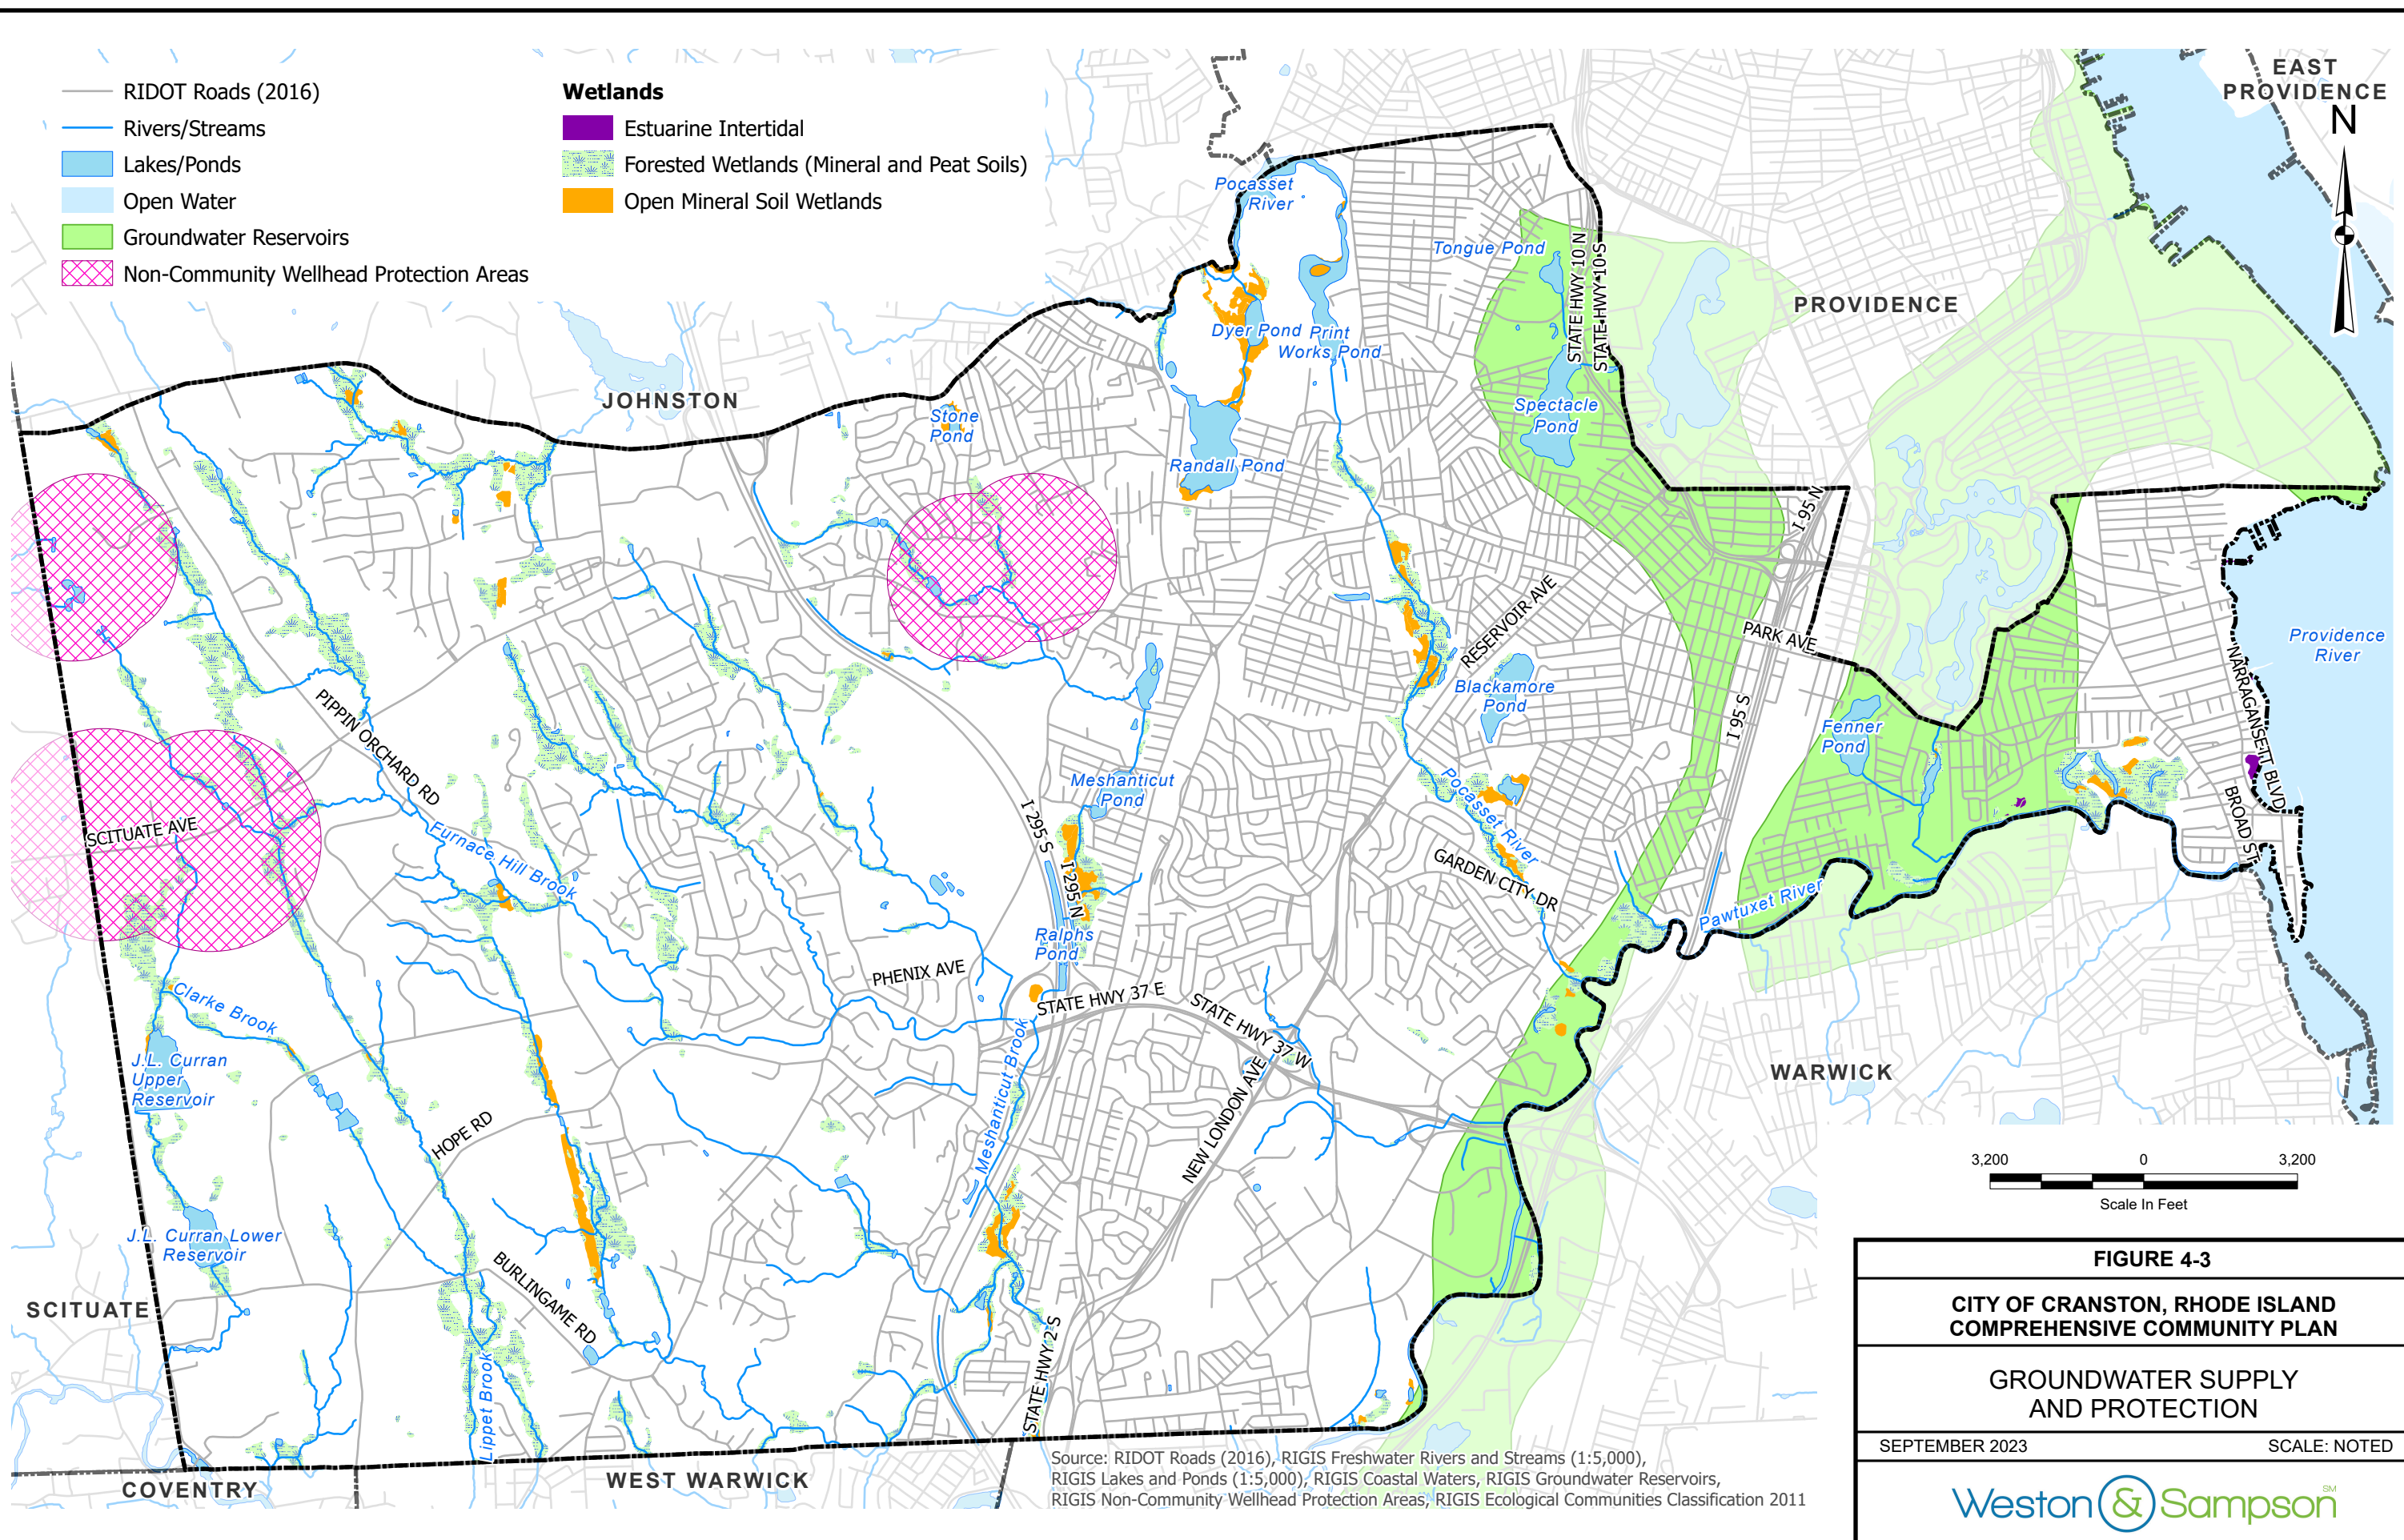 RIDOT Roads (2016)
Rivers/Streams
Lakes/Ponds
Open Water
Groundwater Reservoirs
Non-Community Wellhead Protection Areas
Wetlands
Estuarine Intertidal
Forested Wetlands (Mineral and Peat Soils)
Open Mineral Soil Wetlands
EAST
PROVIDENCE
N
Pocasset
River
Tongue Pond
STATE HWY 10 N
STATE HWY 10 S
PROVIDENCE
Dyer Pond
Print
Works Pond
JOHNSTON
Stone
Pond
Spectacle
Pond
Randall Pond
I 95 N
RESERVOIR AVE
PARK AVE
Providence
River
NARRAGANSETT BLVD
Blackamore
Pond
PIPPIN ORCHARD RD
I 95 S
Fenner
Pond
Meshanticut
Pond
Pocasset River
BROAD ST
SCITUATE AVE
Furnace Hill Brook
I 295 S
I 295 N
GARDEN CITY DR
Pawtuxet River
Ralphs
Pond
PHENIX AVE
Clarke Brook
STATE HWY 37 E
STATE HWY 37 W
J.L. Curran
Upper
Reservoir
Meshanticut Brook
NEW LONDON AVE
WARWICK
HOPE RD
J.L. Curran Lower
Reservoir
BURLINGAME RD
SCITUATE
Lippet Brook
STATE HWY 2 S
COVENTRY
WEST WARWICK
3,200
0
3,200
Scale In Feet
Source: RIDOT Roads (2016), RIGIS Freshwater Rivers and Streams (1:5,000),
RIGIS Lakes and Ponds (1:5,000), RIGIS Coastal Waters, RIGIS Groundwater Reservoirs,
RIGIS Non-Community Wellhead Protection Areas, RIGIS Ecological Communities Classification 2011
FIGURE 4-3
CITY OF CRANSTON, RHODE ISLAND
COMPREHENSIVE COMMUNITY PLAN
GROUNDWATER SUPPLY
AND PROTECTION
SEPTEMBER 2023
SCALE: NOTED
Weston & Sampson SM